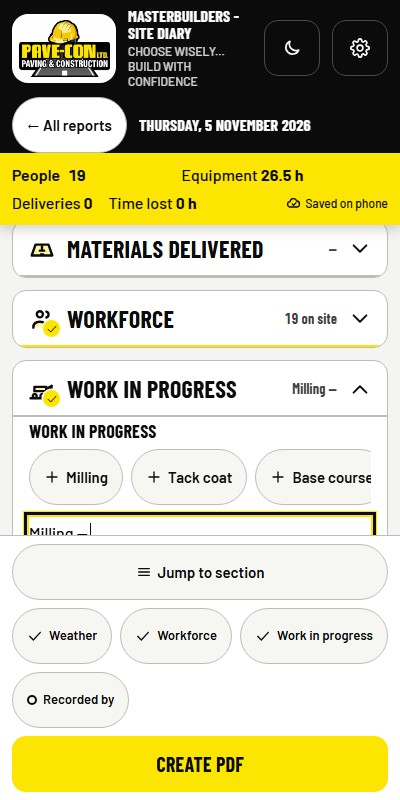 PAVE-CON LTD.
PAVING & CONSTRUCTION
MASTERBUILDERS –
SITE DIARY
CHOOSE WISELY...
BUILD WITH
CONFIDENCE
← All reports
THURSDAY, 5 NOVEMBER 2026
People 19
Equipment 26.5 h
Deliveries 0
Time lost 0 h
Saved on phone
MATERIALS DELIVERED
–
WORKFORCE
19 on site
WORK IN PROGRESS
Milling –
WORK IN PROGRESS
+ Milling
+ Tack coat
+ Base course
Milling –
Jump to section
Weather
Workforce
Work in progress
Recorded by
CREATE PDF